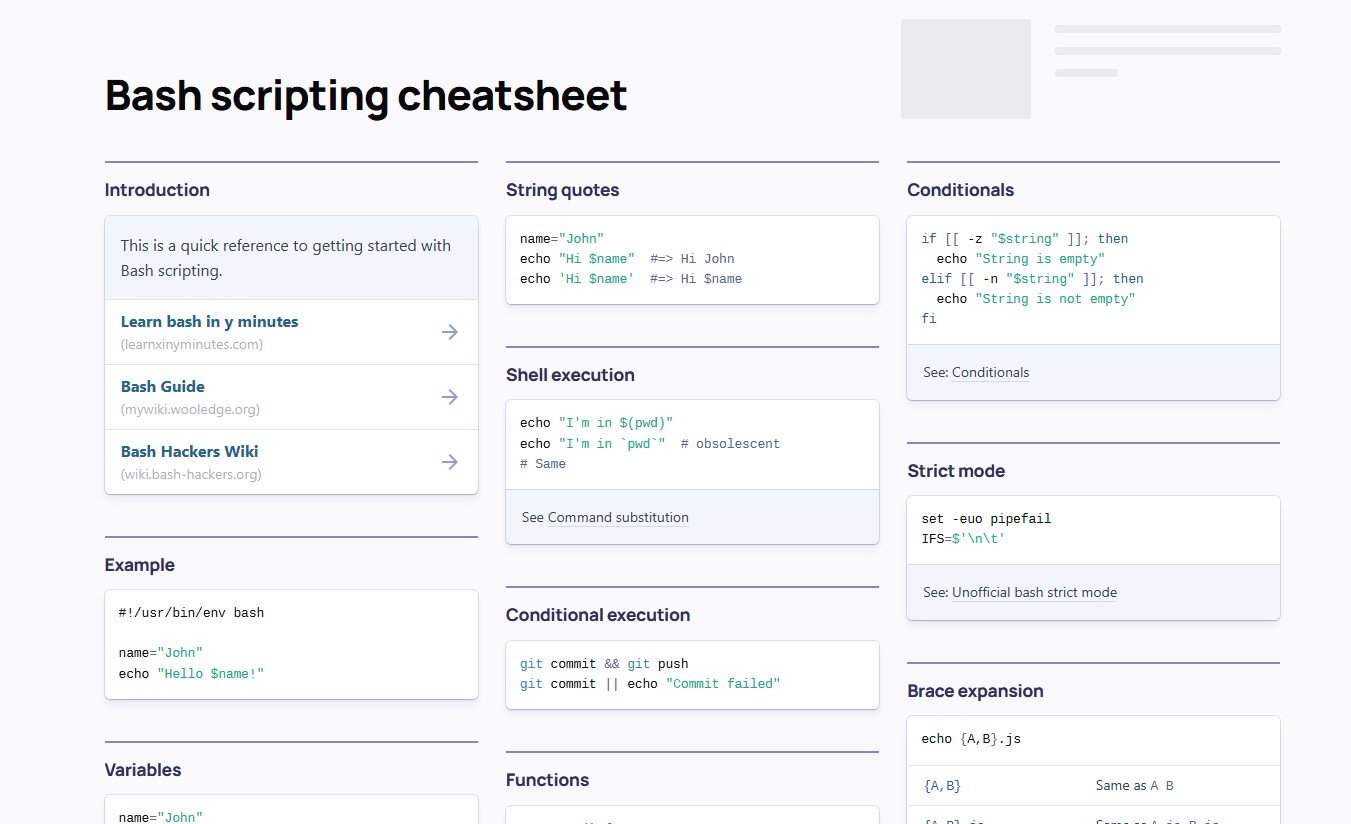 Bash scripting cheatsheet
Introduction
This is a quick reference to getting started with
Bash scripting.
Learn bash in y minutes
(learnxinyminutes.com)
Bash Guide
(mywiki.wooledge.org)
Bash Hackers Wiki
(wiki.bash-hackers.org)
Example
#!/usr/bin/env bash
name="John"
echo "Hello $name!"
Variables
name="John"
String quotes
name="John"
echo "Hi $name"  #=> Hi John
echo 'Hi $name'  #=> Hi $name
Shell execution
echo "I'm in $(pwd)"
echo "I'm in `pwd`"  # obsolescent
# Same
See Command substitution
Conditional execution
git commit && git push
git commit || echo "Commit failed"
Functions
Conditionals
if [[ -z "$string" ]]; then
  echo "String is empty"
elif [[ -n "$string" ]]; then
  echo "String is not empty"
fi
See: Conditionals
Strict mode
set -euo pipefail
IFS=$'\n\t'
See: Unofficial bash strict mode
Brace expansion
echo {A,B}.js
{A,B} Same as A B